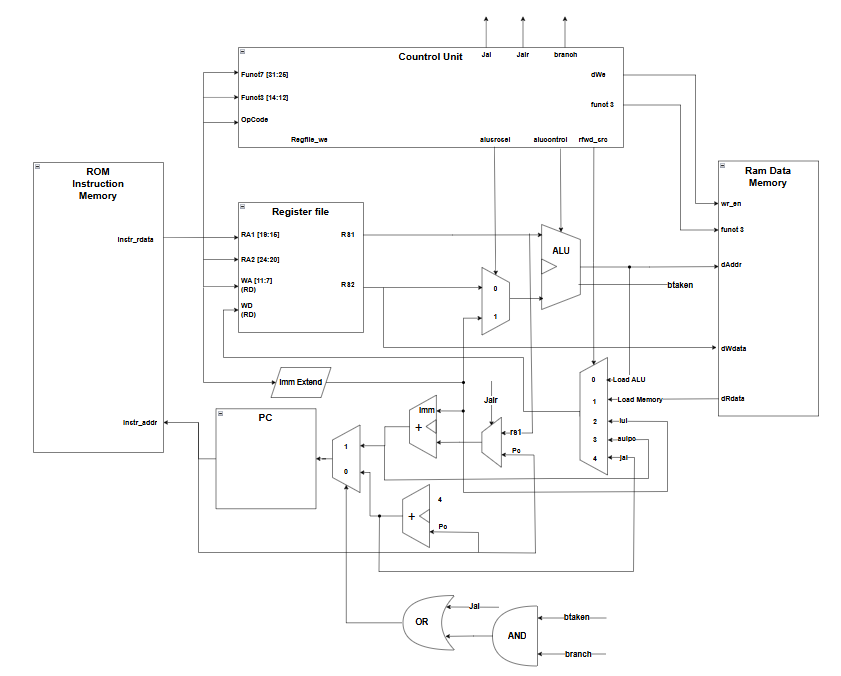 Jal
Jalr
branch
Countrol Unit
Funct7 [31:25]
dWe
Funct3 [14:12]
funct 3
OpCode
Regfile_we
alusrcsel
alucontrol
rfwd_src
ROM
Instruction
Memory
Ram Data
Memory
wr_en
Register file
RA1 [19:15]
RS1
funct 3
Instr_rdata
ALU
RA2 [24:20]
dAddr
WA [11:7]
(RD)
RS2
0
btaken
WD
(RD)
1
dWdata
Imm Extend
0
Load ALU
Jalr
1
Load Memory
dRdata
Imm
PC
Instr_addr
2
lui
+
rs1
3
auipc
1
Pc
4
jal
0
4
+
Pc
Jal
OR
AND
btaken
branch